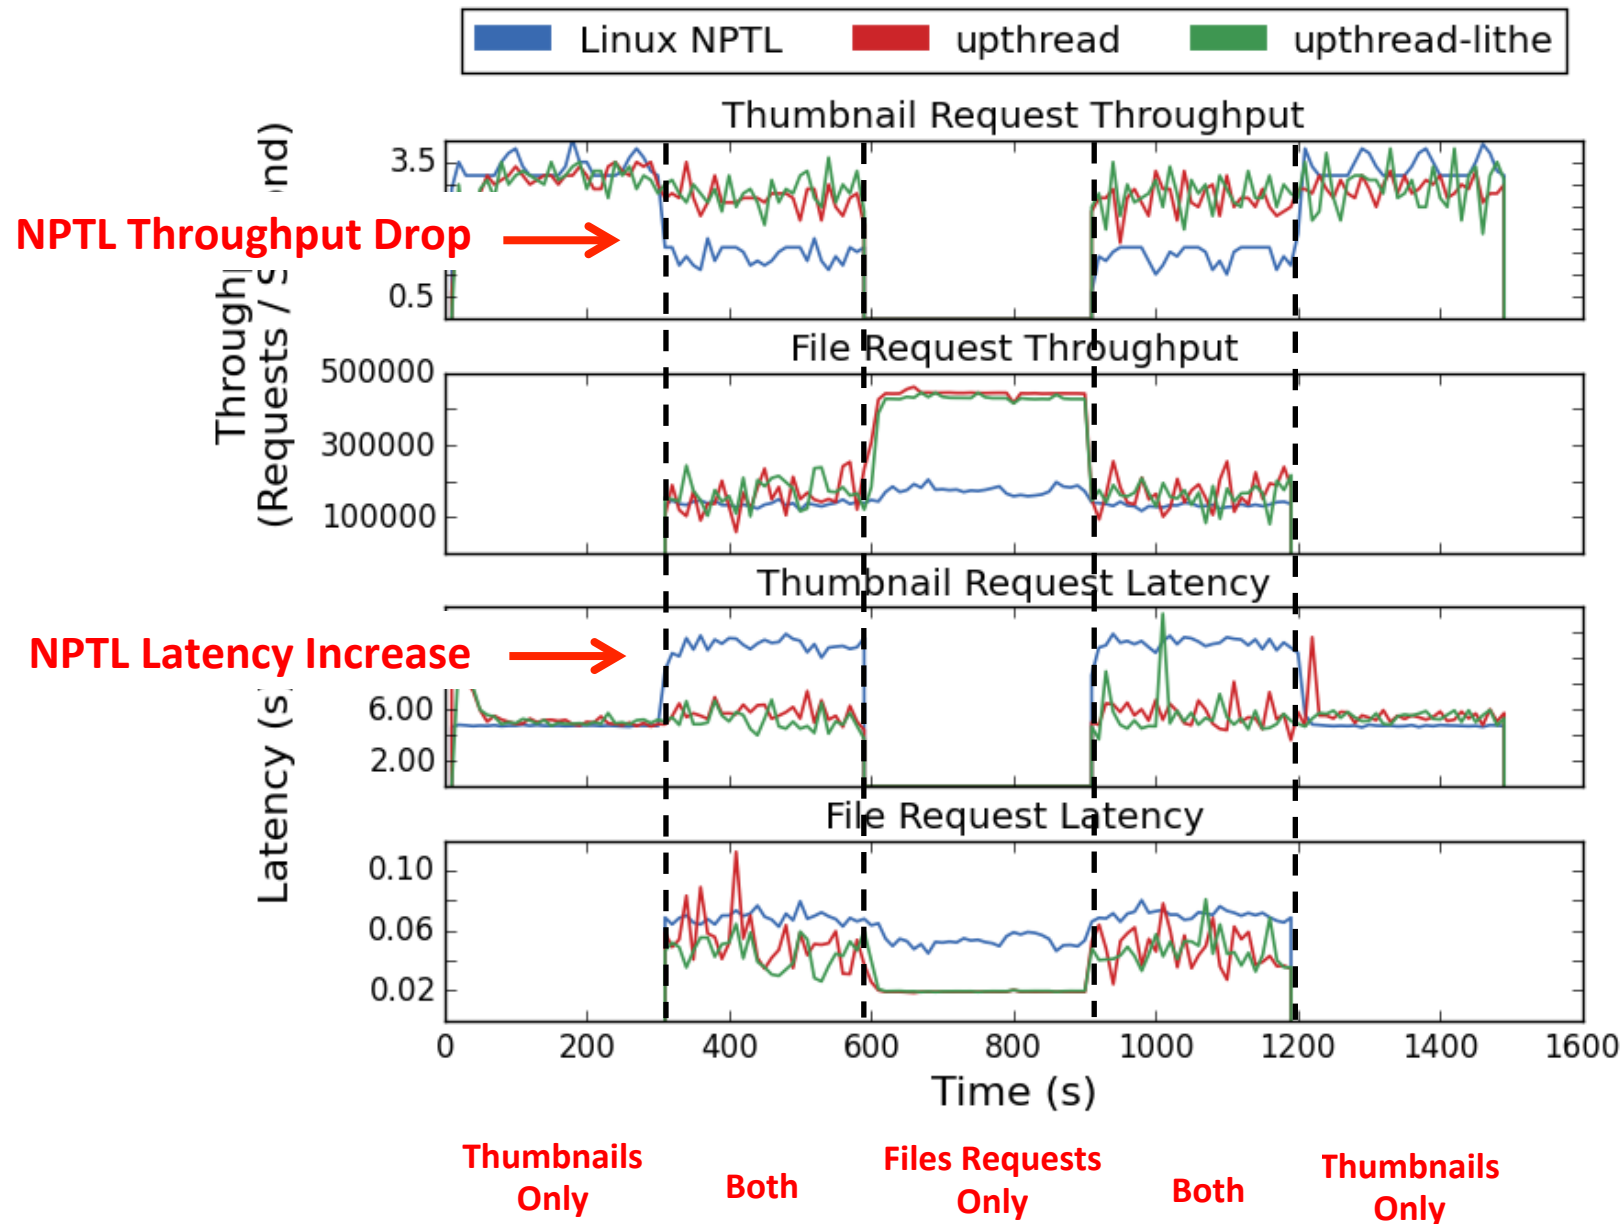 Linux NPTL upthread upthread-lithe
Thumbnail Request Throughput
3.5
0.5
NPTL Throughput Drop
(Requests / S
File Request Throughput
500000
300000
100000
Thumbnail Request Latency
NPTL Latency Increase
6.00
2.00
Latency (s
File Request Latency
0.10
0.06
0.02
0 200 400 600 800 1000 1200 1400 1600
Time (s)
Thumbnails
Only
Both
Files Requests
Only
Both
Thumbnails
Only